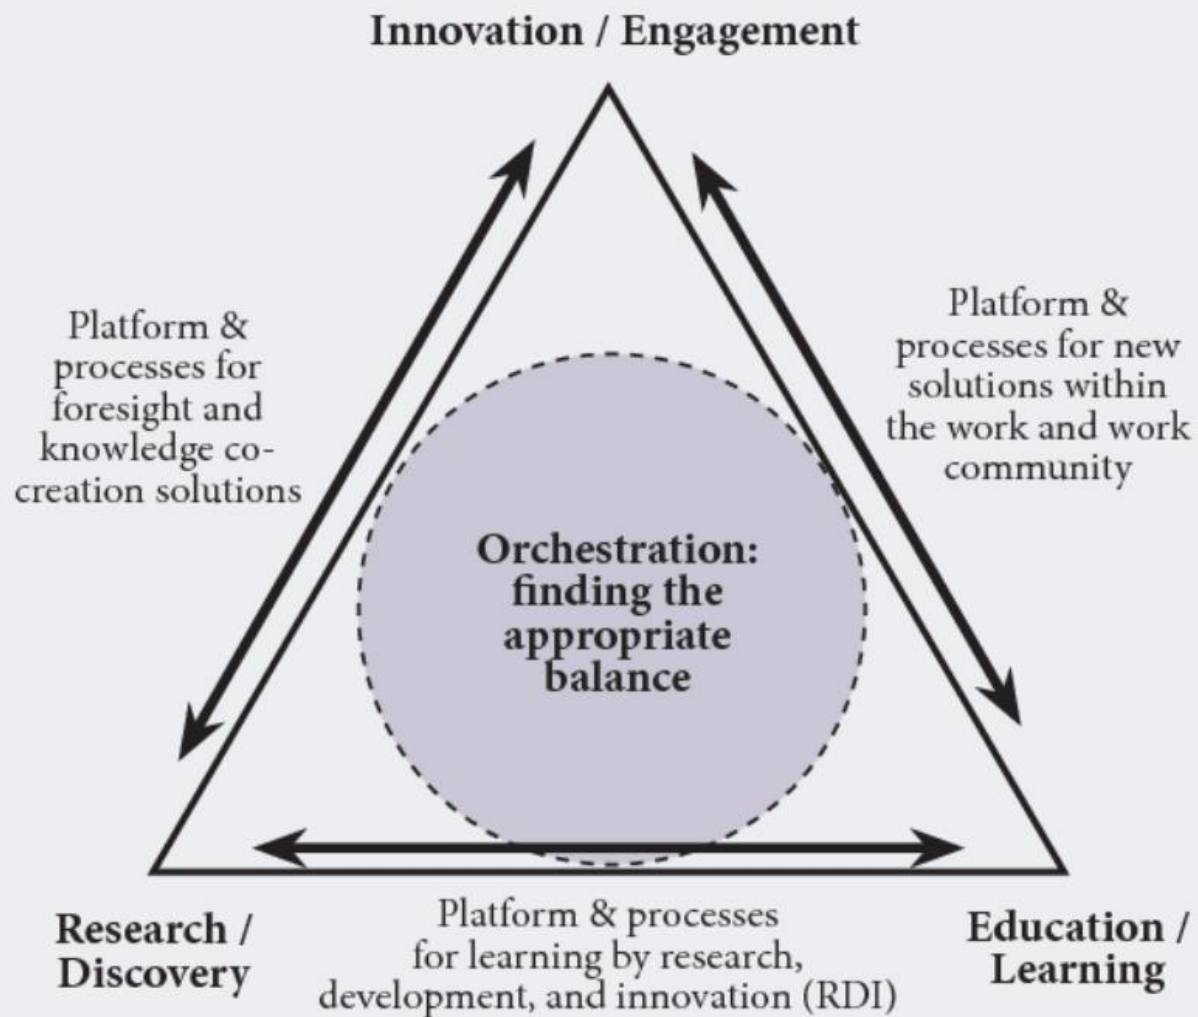 Innovation / Engagement
Platform &
processes for
foresight and
knowledge co-
creation solutions
Platform &
processes for new
solutions within
the work and work
community
Orchestration:
finding the
appropriate
balance
Research /
Discovery
Platform & processes
for learning by research,
development, and innovation (RDI)
Education /
Learning